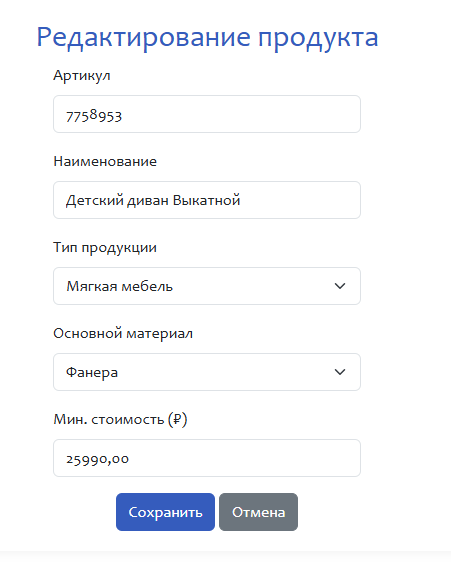 Редактирование продукта
Артикул
7758953
Наименование
Детский диван Выкатной
Тип продукции
Мягкая мебель
Основной материал
Фанера
Мин. стоимость (₽)
25990,00
Сохранить Отмена